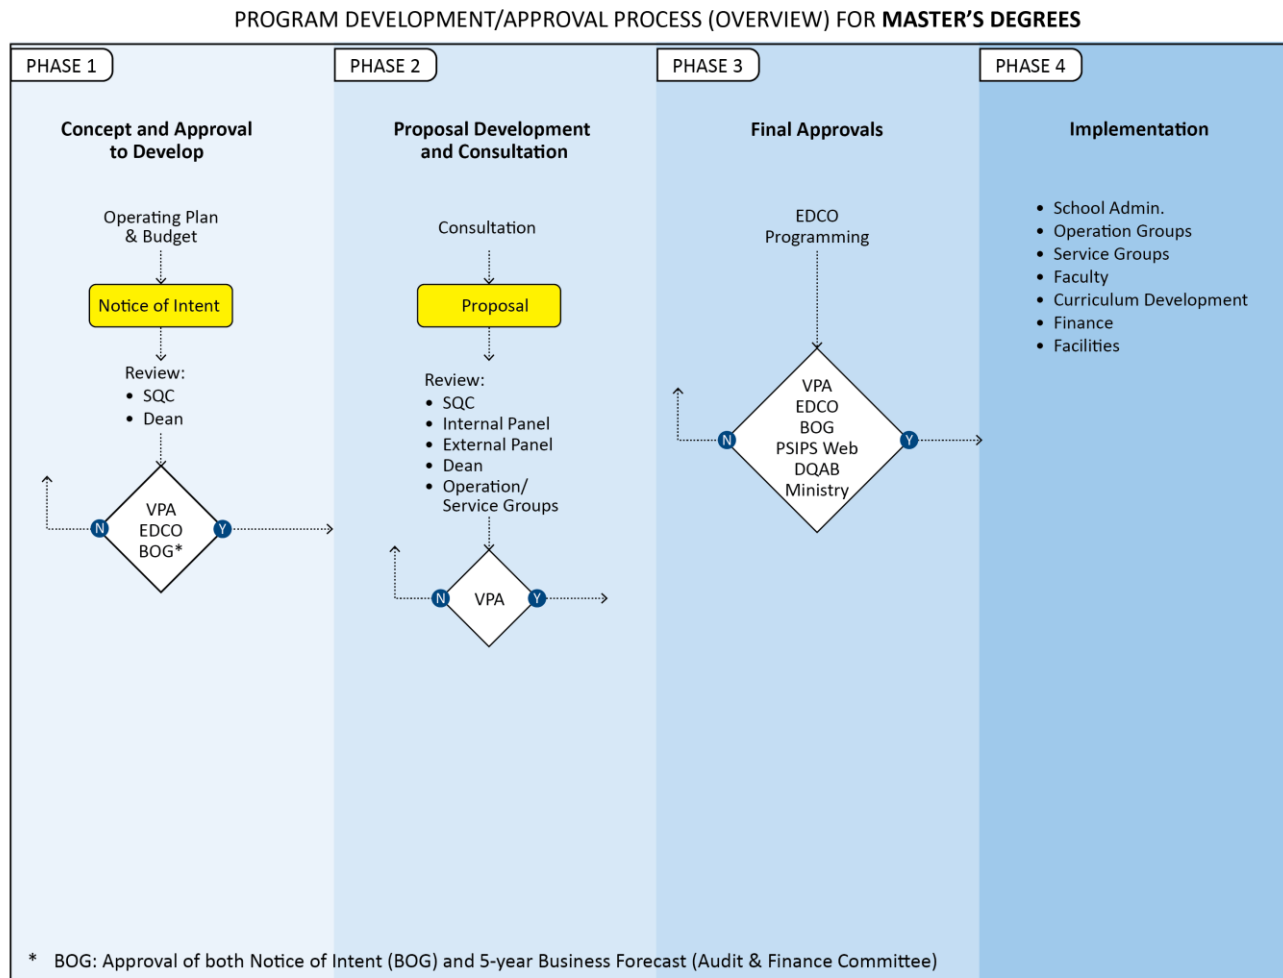 PROGRAM DEVELOPMENT/APPROVAL PROCESS (OVERVIEW) FOR MASTER'S DEGREES
PHASE 1
Concept and Approval
to Develop
Operating Plan
& Budget
Notice of Intent
Review:
• SQC
• Dean
VPA
EDCO
BOG*
N
Y
PHASE 2
Proposal Development
and Consultation
Consultation
Proposal
Review:
• SQC
• Internal Panel
• External Panel
• Dean
• Operation/
Service Groups
N
VPA
Y
PHASE 3
Final Approvals
EDCO
Programming
VPA
EDCO
BOG
PSIPS Web
DQAB
Ministry
N
Y
PHASE 4
Implementation
• School Admin.
• Operation Groups
• Service Groups
• Faculty
• Curriculum Development
• Finance
• Facilities
* BOG: Approval of both Notice of Intent (BOG) and 5-year Business Forecast (Audit & Finance Committee)